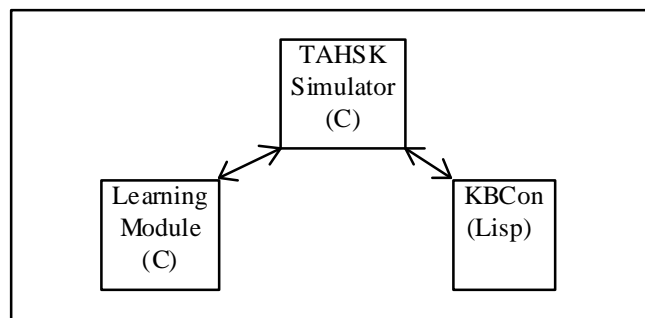 TAHSK
Simulator
(C)
Learning
Module
(C)
KBCon
(Lisp)